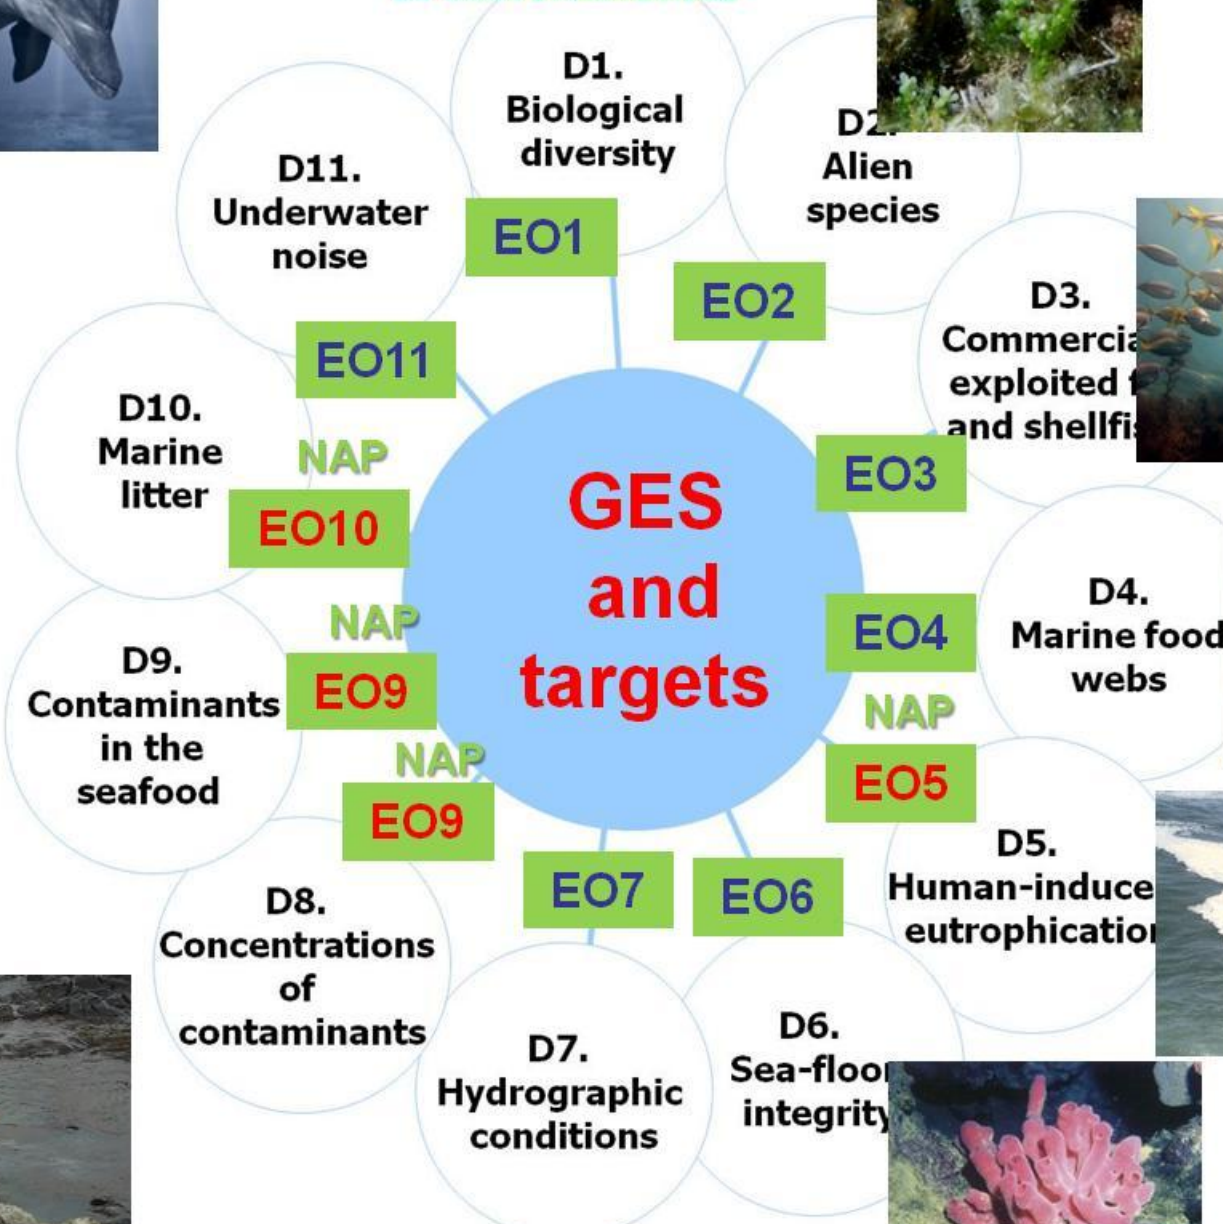 D1.
Biological
diversity
D2.
Alien
species
D3.
Commercia
exploited
and shellfi
D4.
Marine food
webs
D5.
Human-induce
eutrophicatio
D6.
Sea-floo
integrity
D7.
Hydrographic
conditions
D8.
Concentrations
of
contaminants
D9.
Contaminants
in the
seafood
D10.
Marine
litter
D11.
Underwater
noise
EO1
EO2
EO3
EO4
NAP
EO5
EO6
EO7
NAP
EO9
NAP
EO9
NAP
EO10
EO11
GES
and
targets